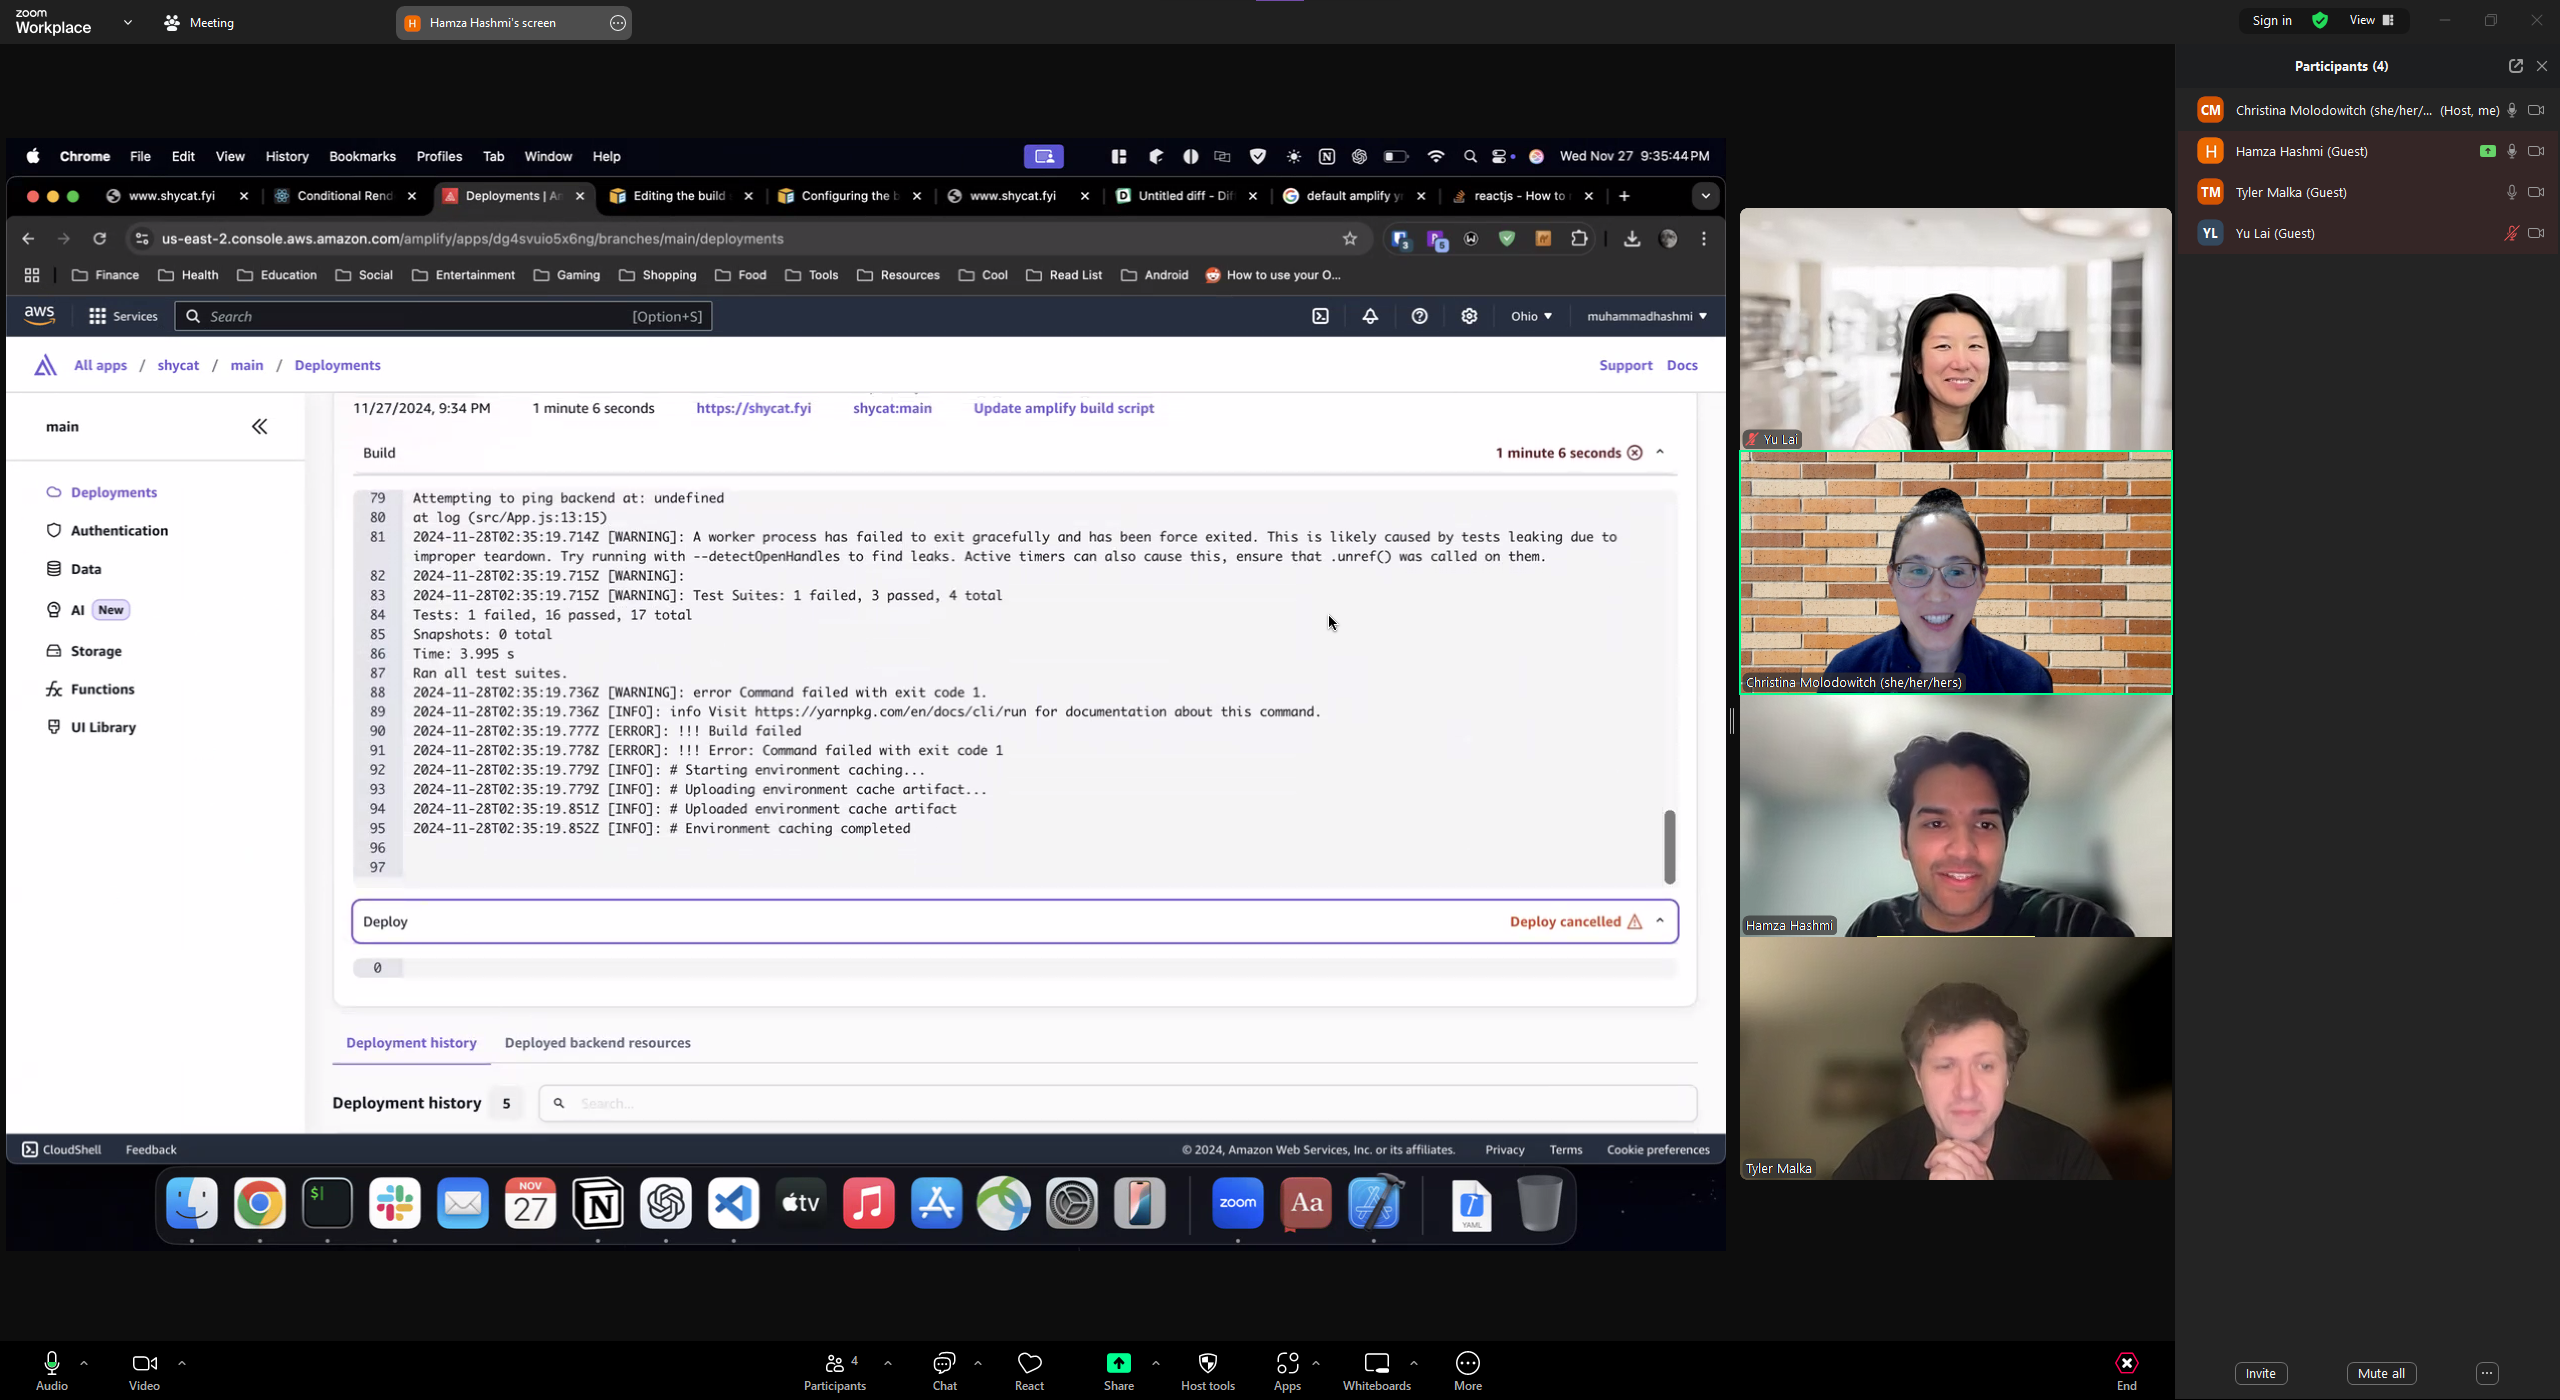 zoom
Workplace
Meeting
H Hamza Hashmi's screen
Sign in
View
Chrome File Edit View History Bookmarks Profiles Tab Window Help
Wed Nov 27 9:35:44 PM
www.shycat.fyi
Conditional Rend
Deployments | An
Editing the build
Configuring the b
www.shycat.fyi
Untitled diff - Dif
default amplify y
reactjs - How to
us-east-2.console.aws.amazon.com/amplify/apps/dg4svuio5x6ng/branches/main/deployments
Finance Health Education Social Entertainment Gaming Shopping Food Tools Resources Cool Read List Android How to use your O...
aws Services Search [Option+S] Ohio muhammadhashmi
All apps / shycat / main / Deployments
Support Docs
main
Deployments
Authentication
Data
AI New
Storage
Functions
UI Library
11/27/2024, 9:34 PM 1 minute 6 seconds https://shycat.fyi shycat:main Update amplify build script
Build 1 minute 6 seconds
79 Attempting to ping backend at: undefined
80 at log (src/App.js:13:15)
81 2024-11-28T02:35:19.714Z [WARNING]: A worker process has failed to exit gracefully and has been force exited. This is likely caused by tests leaking due to
improper teardown. Try running with --detectOpenHandles to find leaks. Active timers can also cause this, ensure that .unref() was called on them.
82 2024-11-28T02:35:19.715Z [WARNING]:
83 2024-11-28T02:35:19.715Z [WARNING]: Test Suites: 1 failed, 3 passed, 4 total
84 Tests: 1 failed, 16 passed, 17 total
85 Snapshots: 0 total
86 Time: 3.995 s
87 Ran all test suites.
88 2024-11-28T02:35:19.736Z [WARNING]: error Command failed with exit code 1.
89 2024-11-28T02:35:19.736Z [INFO]: info Visit https://yarnpkg.com/en/docs/cli/run for documentation about this command.
90 2024-11-28T02:35:19.777Z [ERROR]: !!! Build failed
91 2024-11-28T02:35:19.778Z [ERROR]: !!! Error: Command failed with exit code 1
92 2024-11-28T02:35:19.779Z [INFO]: # Starting environment caching...
93 2024-11-28T02:35:19.779Z [INFO]: # Uploading environment cache artifact...
94 2024-11-28T02:35:19.851Z [INFO]: # Uploaded environment cache artifact
95 2024-11-28T02:35:19.852Z [INFO]: # Environment caching completed
96
97
Deploy Deploy cancelled
0
Deployment history Deployed backend resources
Deployment history 5 Search...
CloudShell Feedback
© 2024, Amazon Web Services, Inc. or its affiliates. Privacy Terms Cookie preferences
NOV
27
tv
zoom
Aa
YAML
Yu Lai
Christina Molodowitch (she/her/hers)
Hamza Hashmi
Tyler Malka
Participants (4)
CM Christina Molodowitch (she/her/... (Host, me)
H Hamza Hashmi (Guest)
TM Tyler Malka (Guest)
YL Yu Lai (Guest)
Audio
Video
4
Participants
Chat
React
Share
Host tools
Apps
Whiteboards
More
End
Invite
Mute all